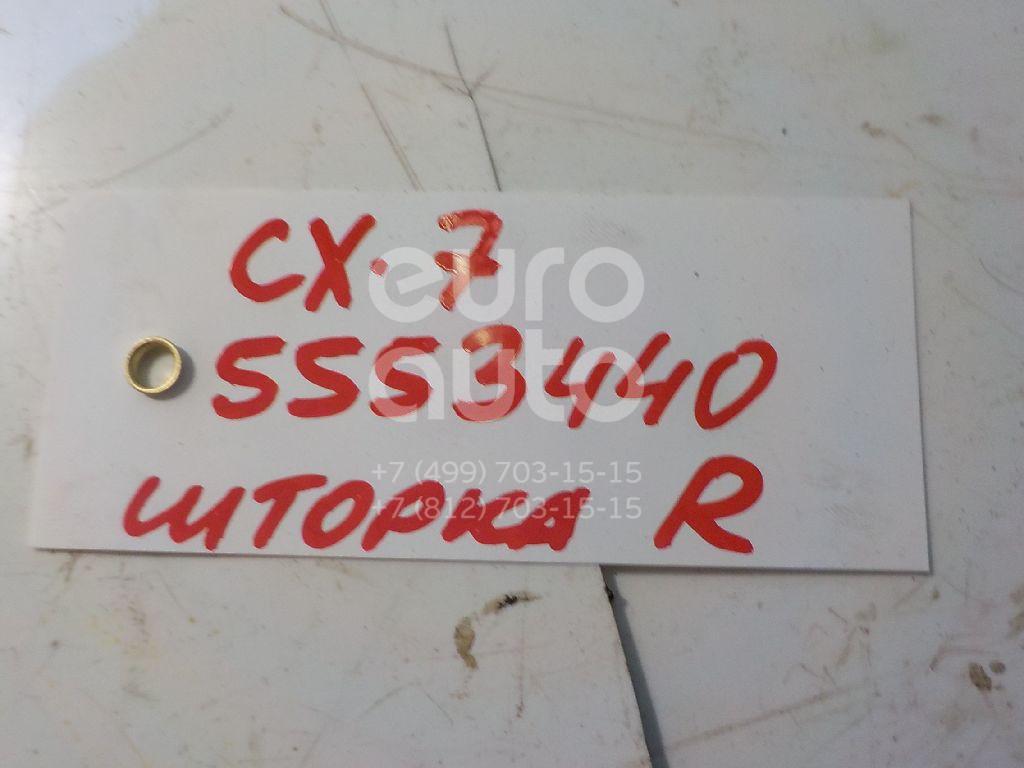 CX-7
euro
auto
5553440
+7 (499) 703-15-15
+7 (812) 703-15-15
шторка R